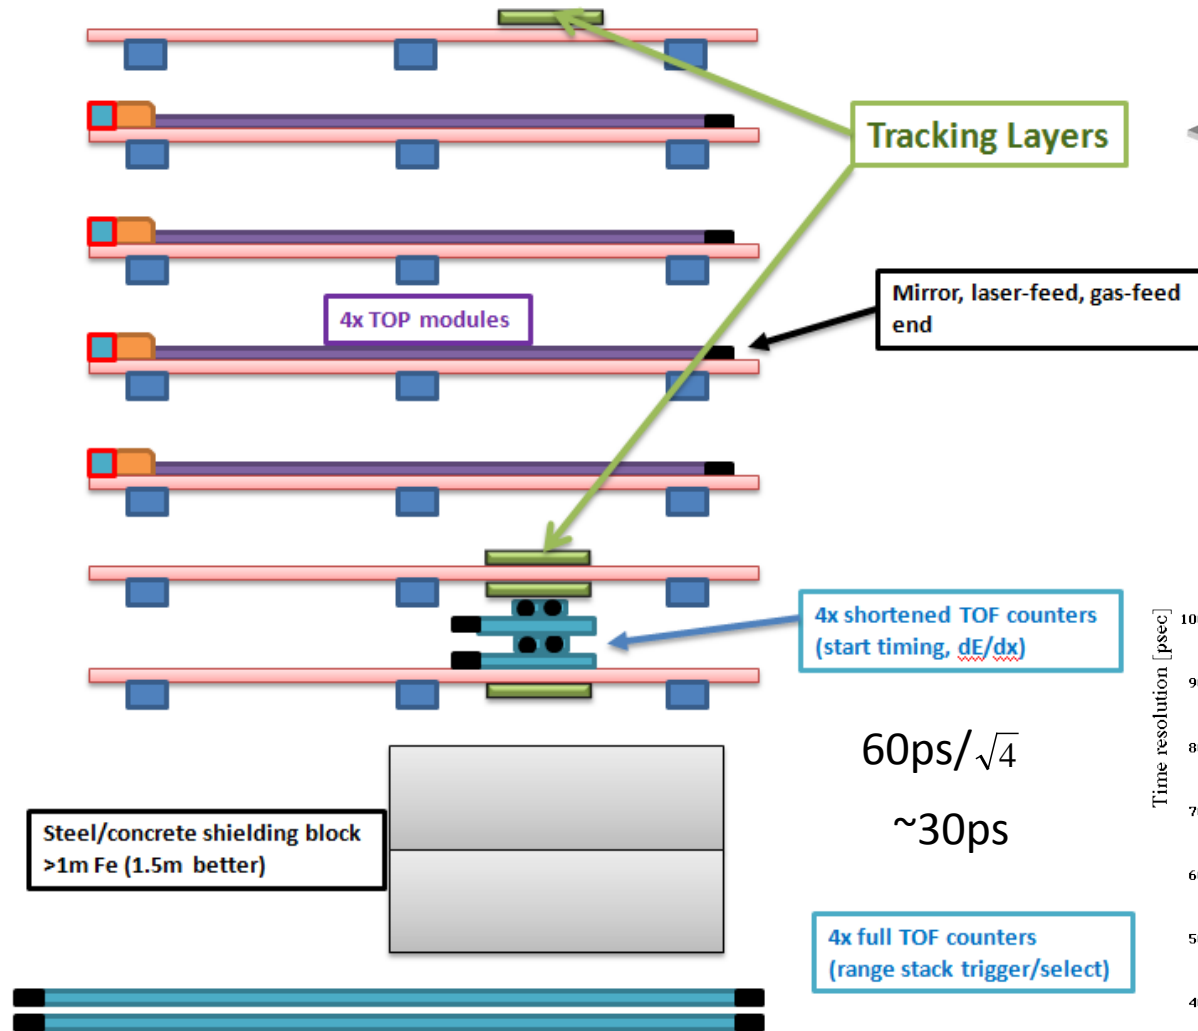 Tracking Layers
Mirror, laser-feed, gas-feed
end
4x TOP modules
4x shortened TOF counters
(start timing, dE/dx)
60ps/√4
~30ps
Steel/concrete shielding block
>1m Fe (1.5m better)
4x full TOF counters
(range stack trigger/select)
Time resolution [psec]